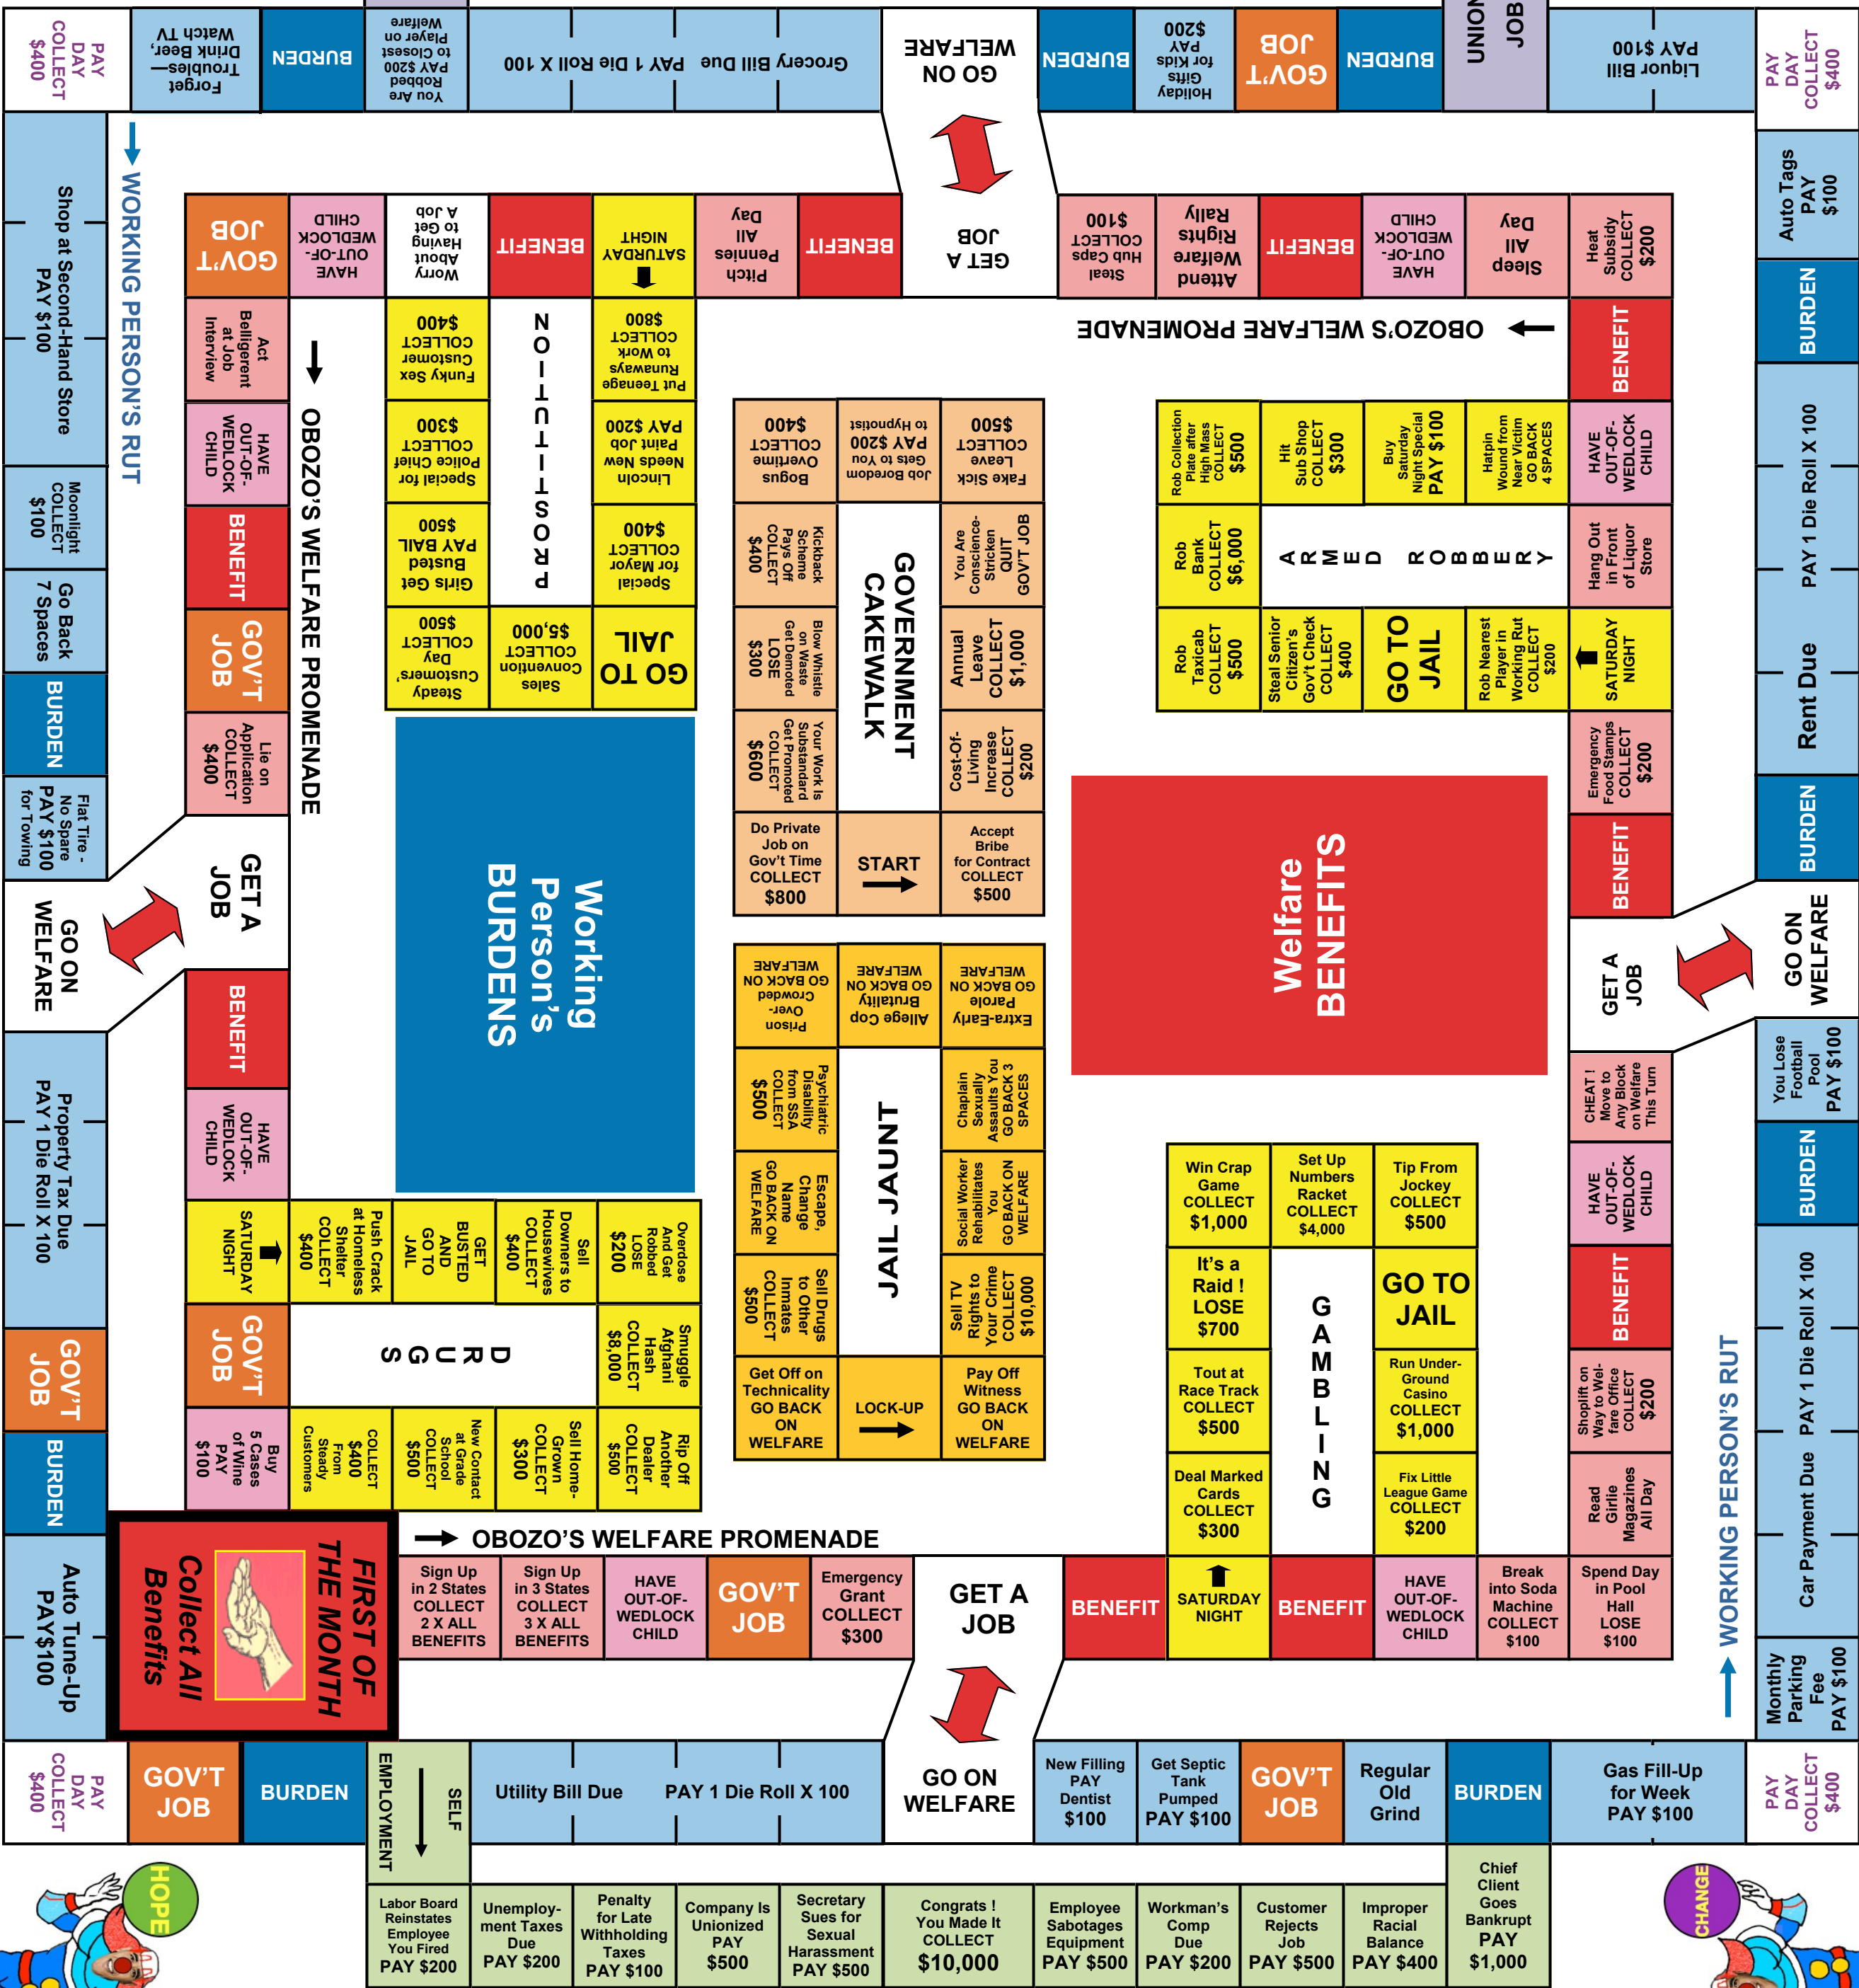 PAY
DAY
COLLECT
$400
Forget
Troubles—
Drink Beer,
Watch TV
BURDEN
You Are
Robbed
PAY $200
to Closest
Player on
Welfare
Grocery Bill Due PAY 1 Die Roll X 100
GO ON
WELFARE
BURDEN
Holiday
Gifts
for Kids
PAY
$200
GOV'T
JOB
BURDEN
UNION
JOB
Liquor Bill
PAY $100
PAY
DAY
COLLECT
$400
Auto Tags
PAY
$100
BURDEN
Rent Due PAY 1 Die Roll X 100
BURDEN
GO ON
WELFARE
You Lose
Football
Pool
PAY $100
BURDEN
Car Payment Due PAY 1 Die Roll X 100
Monthly
Parking
Fee
PAY $100
PAY
DAY
COLLECT
$400
WORKING PERSON'S RUT
Shop at Second-Hand Store
PAY $100
Moonlight
COLLECT
$100
Go Back
7 Spaces
BURDEN
Flat Tire -
No Spare
PAY $100
for Towing
GO ON
WELFARE
Property Tax Due
PAY 1 Die Roll X 100
GOV'T
JOB
BURDEN
Auto Tune-Up
PAY$100
WORKING PERSON'S RUT
GOV'T
JOB
HAVE
OUT-OF-
WEDLOCK
CHILD
Worry
About
Having
to Get
A Job
BENEFIT
SATURDAY
NIGHT
Pitch
Pennies
All
Day
BENEFIT
GET A
JOB
Steal
Hub Caps
COLLECT
$100
Attend
Welfare
Rights
Rally
BENEFIT
HAVE
OUT-OF-
WEDLOCK
CHILD
Sleep
All
Day
Heat
Subsidy
COLLECT
$200
OBOZO'S WELFARE PROMENADE
BENEFIT
HAVE
OUT-OF-
WEDLOCK
CHILD
Hang Out
in Front
of Liquor
Store
SATURDAY
NIGHT
Emergency
Food Stamps
COLLECT
$200
BENEFIT
GET A
JOB
CHEAT !
Move to
Any Block
on Welfare
This Turn
HAVE
OUT-OF-
WEDLOCK
CHILD
BENEFIT
Shoplift on
Way to Wel-
fare Office
COLLECT
$200
Read
Girlie
Magazines
All Day
Act
Belligerent
at Job
Interview
HAVE
OUT-OF-
WEDLOCK
CHILD
BENEFIT
GOV'T
JOB
Lie on
Application
COLLECT
$400
GET A
JOB
BENEFIT
HAVE
OUT-OF-
WEDLOCK
CHILD
SATURDAY
NIGHT
GOV'T
JOB
Buy
5 Cases
of Wine
PAY
$100
OBOZO'S WELFARE PROMENADE
Funky Sex
Customer
COLLECT
$400
Special for
Police Chief
COLLECT
$300
Girls Get
Busted
PAY BAIL
$500
Steady
Customers'
Day
COLLECT
$500
Sales
Convention
COLLECT
$5,000
GO TO
JAIL
Special
for Mayor
COLLECT
$400
Lincoln
Needs New
Paint Job
PAY $200
Put Teenage
Runaways
to Work
COLLECT
$800
PROSTITUTION
Bogus
Overtime
COLLECT
$400
Job Boredom
Gets to You
PAY $200
to Hypnotist
Fake Sick
Leave
COLLECT
$500
Kickback
Scheme
Pays Off
COLLECT
$400
GOVERNMENT
CAKEWALK
You Are
Conscience-
Stricken
QUIT
GOV'T JOB
Blow Whistle
on Waste
Get Demoted
LOSE
$300
Annual
Leave
COLLECT
$1,000
Your Work Is
Substandard
Get Promoted
COLLECT
$600
Cost-Of-
Living
Increase
COLLECT
$200
Do Private
Job on
Gov't Time
COLLECT
$800
START
Accept
Bribe
for Contract
COLLECT
$500
Rob Collection
Plate after
High Mass
COLLECT
$500
Hit
Sub Shop
COLLECT
$300
Buy
Saturday
Night Special
PAY $100
Hatpin
Wound from
Near Victim
GO BACK
4 SPACES
Rob
Bank
COLLECT
$6,000
ARMED ROBBERY
Rob
Taxicab
COLLECT
$500
Steal Senior
Citizen's
Gov't Check
COLLECT
$400
GO TO
JAIL
Rob Nearest
Player in
Working Rut
COLLECT
$200
Working
Person's
BURDENS
Welfare
BENEFITS
Prison
Over-
Crowded
GO BACK ON
WELFARE
Allege Cop
Brutality
GO BACK ON
WELFARE
Extra-Early
Parole
GO BACK ON
WELFARE
Psychiatric
Disability
from SSA
COLLECT
$500
JAIL JAUNT
Chaplain
Sexually
Assaults You
GO BACK 3
SPACES
Escape,
Change
Name
GO BACK ON
WELFARE
Social Worker
Rehabilitates
You
GO BACK ON
WELFARE
Sell Drugs
to Other
Inmates
COLLECT
$500
Sell TV
Rights to
Your Crime
COLLECT
$10,000
Get Off on
Technicality
GO BACK
ON
WELFARE
LOCK-UP
Pay Off
Witness
GO BACK
ON
WELFARE
Push Crack
at Homeless
Shelter
COLLECT
$400
GET
BUSTED
AND
GO TO
JAIL
Sell
Downers to
Housewives
COLLECT
$400
Overdose
And Get
Robbed
LOSE
$200
DRUGS
Smuggle
Afghani
Hash
COLLECT
$8,000
COLLECT
$400
From
Steady
Customers
New Contact
at Grade
School
COLLECT
$500
Sell Home-
Grown
COLLECT
$300
Rip Off
Another
Dealer
COLLECT
$500
Win Crap
Game
COLLECT
$1,000
Set Up
Numbers
Racket
COLLECT
$4,000
Tip From
Jockey
COLLECT
$500
It's a
Raid !
LOSE
$700
GAMBLING
GO TO
JAIL
Tout at
Race Track
COLLECT
$500
Run Under-
Ground
Casino
COLLECT
$1,000
Deal Marked
Cards
COLLECT
$300
Fix Little
League Game
COLLECT
$200
FIRST OF
THE MONTH
Collect All
Benefits
OBOZO'S WELFARE PROMENADE
Sign Up
in 2 States
COLLECT
2 X ALL
BENEFITS
Sign Up
in 3 States
COLLECT
3 X ALL
BENEFITS
HAVE
OUT-OF-
WEDLOCK
CHILD
GOV'T
JOB
Emergency
Grant
COLLECT
$300
GET A
JOB
BENEFIT
SATURDAY
NIGHT
BENEFIT
HAVE
OUT-OF-
WEDLOCK
CHILD
Break
into Soda
Machine
COLLECT
$100
Spend Day
in Pool
Hall
LOSE
$100
PAY
DAY
COLLECT
$400
GOV'T
JOB
BURDEN
SELF
EMPLOYMENT
Utility Bill Due PAY 1 Die Roll X 100
GO ON
WELFARE
New Filling
PAY
Dentist
$100
Get Septic
Tank
Pumped
PAY $100
GOV'T
JOB
Regular
Old
Grind
BURDEN
Gas Fill-Up
for Week
PAY $100
HOPE
Labor Board
Reinstates
Employee
You Fired
PAY $200
Unemploy-
ment Taxes
Due
PAY $200
Penalty
for Late
Withholding
Taxes
PAY $100
Company Is
Unionized
PAY
$500
Secretary
Sues for
Sexual
Harassment
PAY $500
Congrats !
You Made It
COLLECT
$10,000
Employee
Sabotages
Equipment
PAY $500
Workman's
Comp
Due
PAY $200
Customer
Rejects
Job
PAY $500
Improper
Racial
Balance
PAY $400
Chief
Client
Goes
Bankrupt
PAY
$1,000
CHANGE